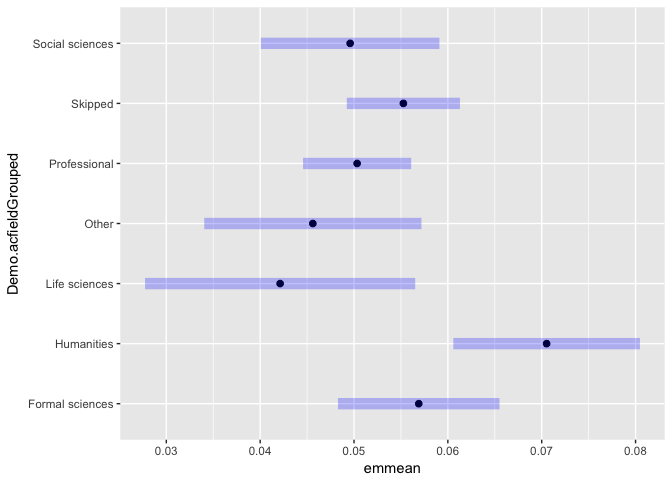 Social sciences
Skipped
Professional
Other
Life sciences
Humanities
Formal sciences
Demo.acfieldGrouped
0.03 0.04 0.05 0.06 0.07 0.08
emmean